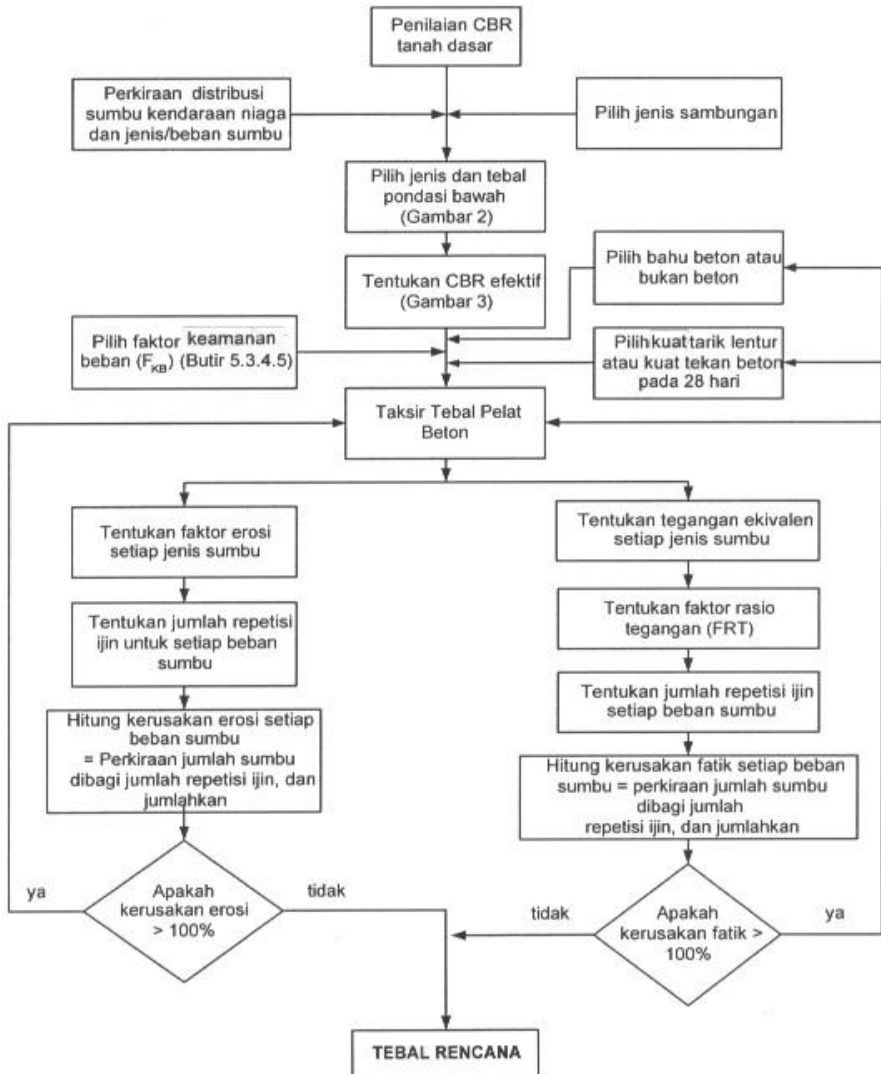 Penilaian CBR
tanah dasar
Perkiraan distribusi
sumbu kendaraan niaga
dan jenis/beban sumbu
Pilih jenis sambungan
Pilih jenis dan tebal
pondasi bawah
(Gambar 2)
Pilih bahu beton atau
bukan beton
Tentukan CBR efektif
(Gambar 3)
Pilih faktor keamanan
beban (FKB) (Butir 5.3.4.5)
Pilih kuat tarik lentur
atau kuat tekan beton
pada 28 hari
Taksir Tebal Pelat
Beton
Tentukan faktor erosi
setiap jenis sumbu
Tentukan tegangan ekivalen
setiap jenis sumbu
Tentukan jumlah repetisi
ijin untuk setiap beban
sumbu
Tentukan faktor rasio
tegangan (FRT)
Tentukan jumlah repetisi ijin
setiap beban sumbu
Hitung kerusakan erosi setiap
beban sumbu
= Perkiraan jumlah sumbu
dibagi jumlah repetisi ijin, dan
jumlahkan
Hitung kerusakan fatik setiap beban
sumbu = perkiraan jumlah sumbu
dibagi jumlah
repetisi ijin, dan jumlahkan
ya
Apakah
kerusakan erosi
> 100%
tidak
tidak
Apakah
kerusakan fatik >
100%
ya
TEBAL RENCANA